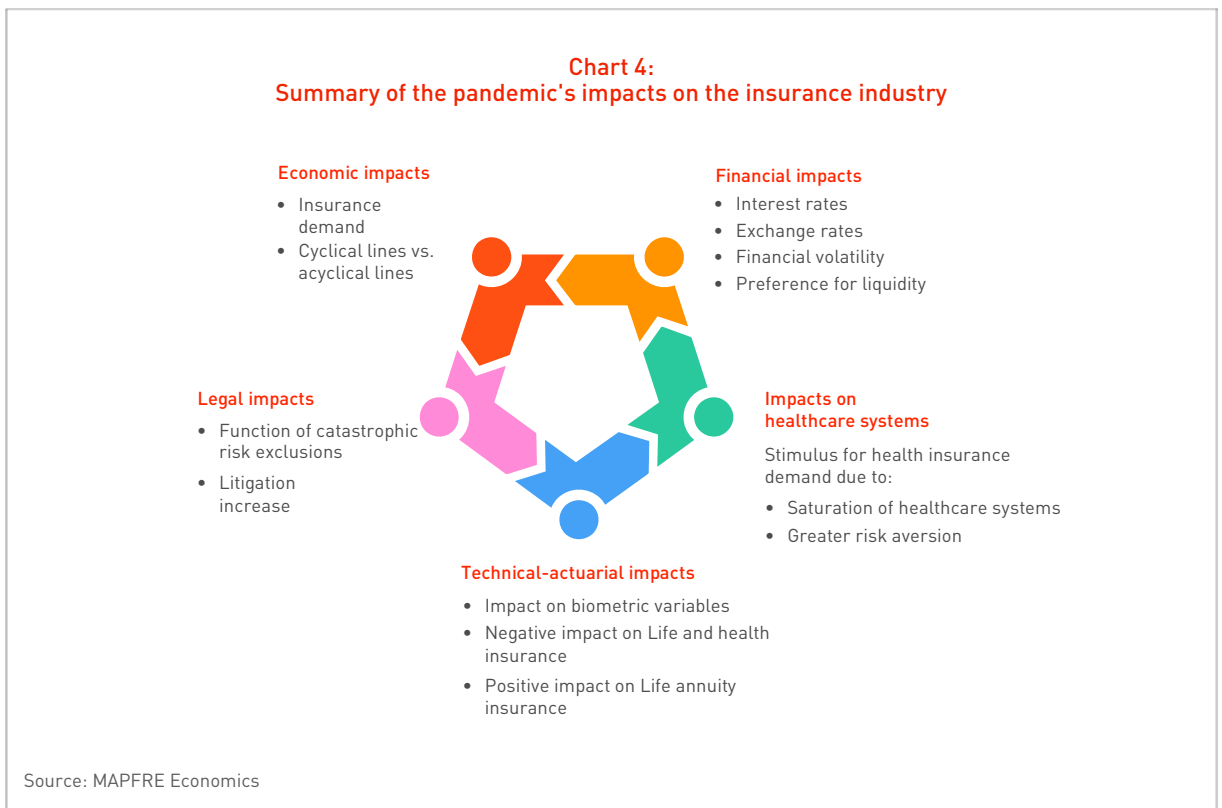 Chart 4:
Summary of the pandemic's impacts on the insurance industry
Economic impacts
• Insurance
demand
• Cyclical lines vs.
acyclical lines
Financial impacts
• Interest rates
• Exchange rates
• Financial volatility
• Preference for liquidity
Legal impacts
• Function of catastrophic
risk exclusions
• Litigation
increase
Impacts on
healthcare systems
Stimulus for health insurance
demand due to:
• Saturation of healthcare systems
• Greater risk aversion
Technical-actuarial impacts
• Impact on biometric variables
• Negative impact on Life and health
insurance
• Positive impact on Life annuity
insurance
Source: MAPFRE Economics